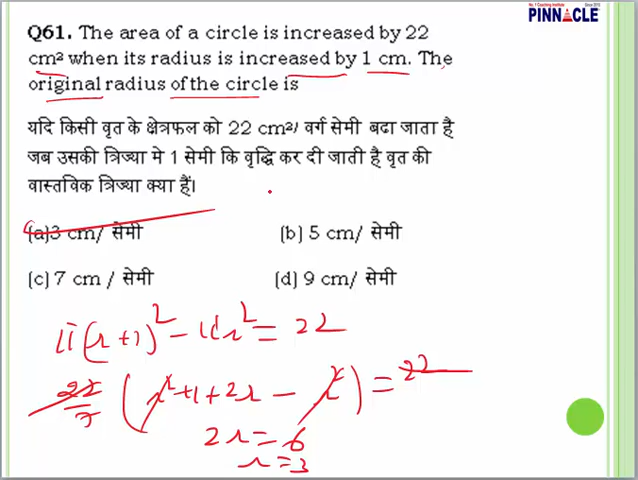 No. 1 Coaching Institute
Since 2015
PINNACLE
Q61. The area of a circle is increased by 22
cm² when its radius is increased by 1 cm. The
original radius of the circle is
यदि किसी वृत के क्षेत्रफल को 22 cm²/ वर्ग सेमी बढा जाता है
जब उसकी त्रिज्या मे 1 सेमी कि वृद्धि कर दी जाती है वृत की
वास्तविक त्रिज्या क्या हैं।
(a)3 cm/ सेमी (b) 5 cm/ सेमी
(c) 7 cm / सेमी (d) 9 cm/ सेमी
π(r+1)² - πr² = 22
22/7 (r²+1+2r - r²) = 22
2r = 6
r = 3